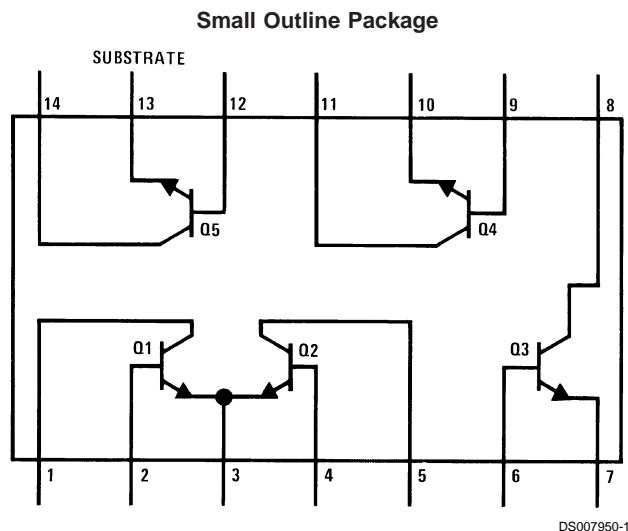 Small Outline Package
SUBSTRATE
14 13 12 11 10 9 8
Q5 Q4
Q1 Q2 Q3
1 2 3 4 5 6 7
DS007950-1